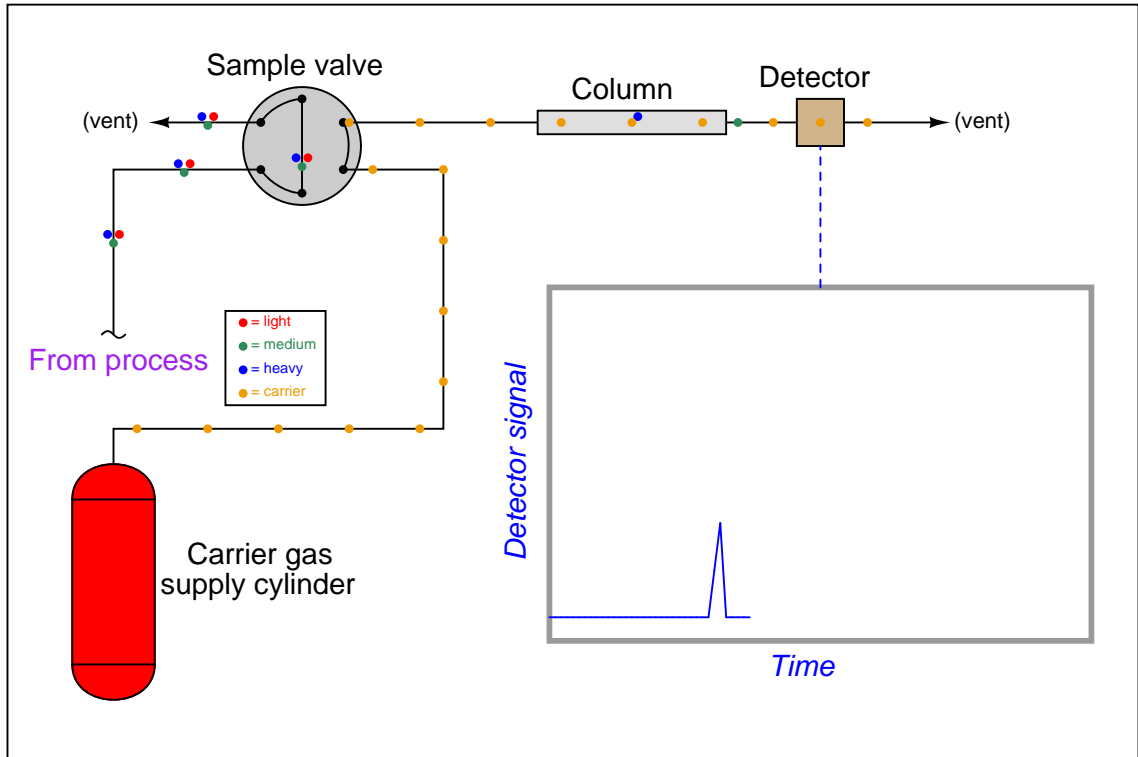 Sample valve
Column
Detector
(vent)
(vent)
= light
= medium
= heavy
= carrier
From process
Detector signal
Carrier gas
supply cylinder
Time